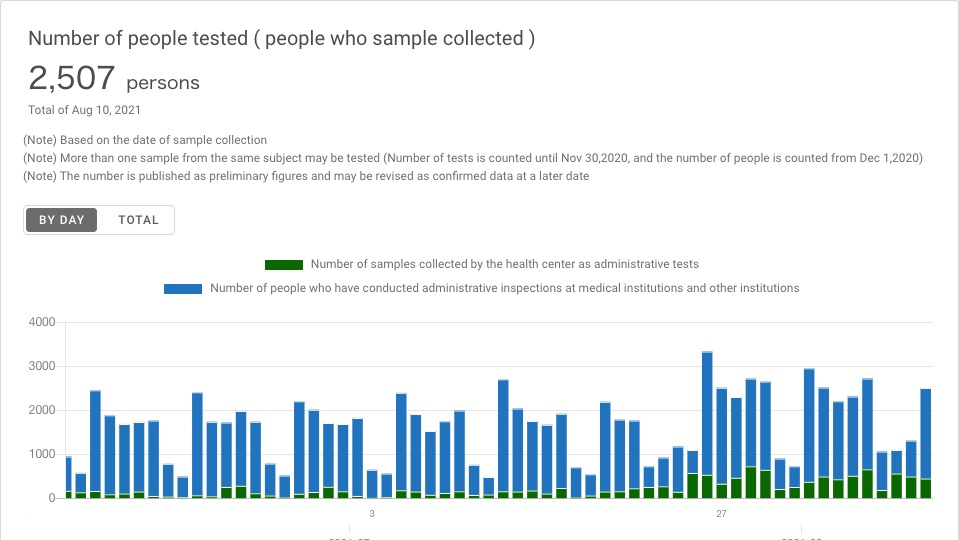 Number of people tested ( people who sample collected )
2,507 persons
Total of Aug 10, 2021
(Note) Based on the date of sample collection
(Note) More than one sample from the same subject may be tested (Number of tests is counted until Nov 30,2020, and the number of people is counted from Dec 1,2020)
(Note) The number is published as preliminary figures and may be revised as confirmed data at a later date
BY DAY TOTAL
Number of samples collected by the health center as administrative tests
Number of people who have conducted administrative inspections at medical institutions and other institutions
4000
3000
2000
1000
0
3 27